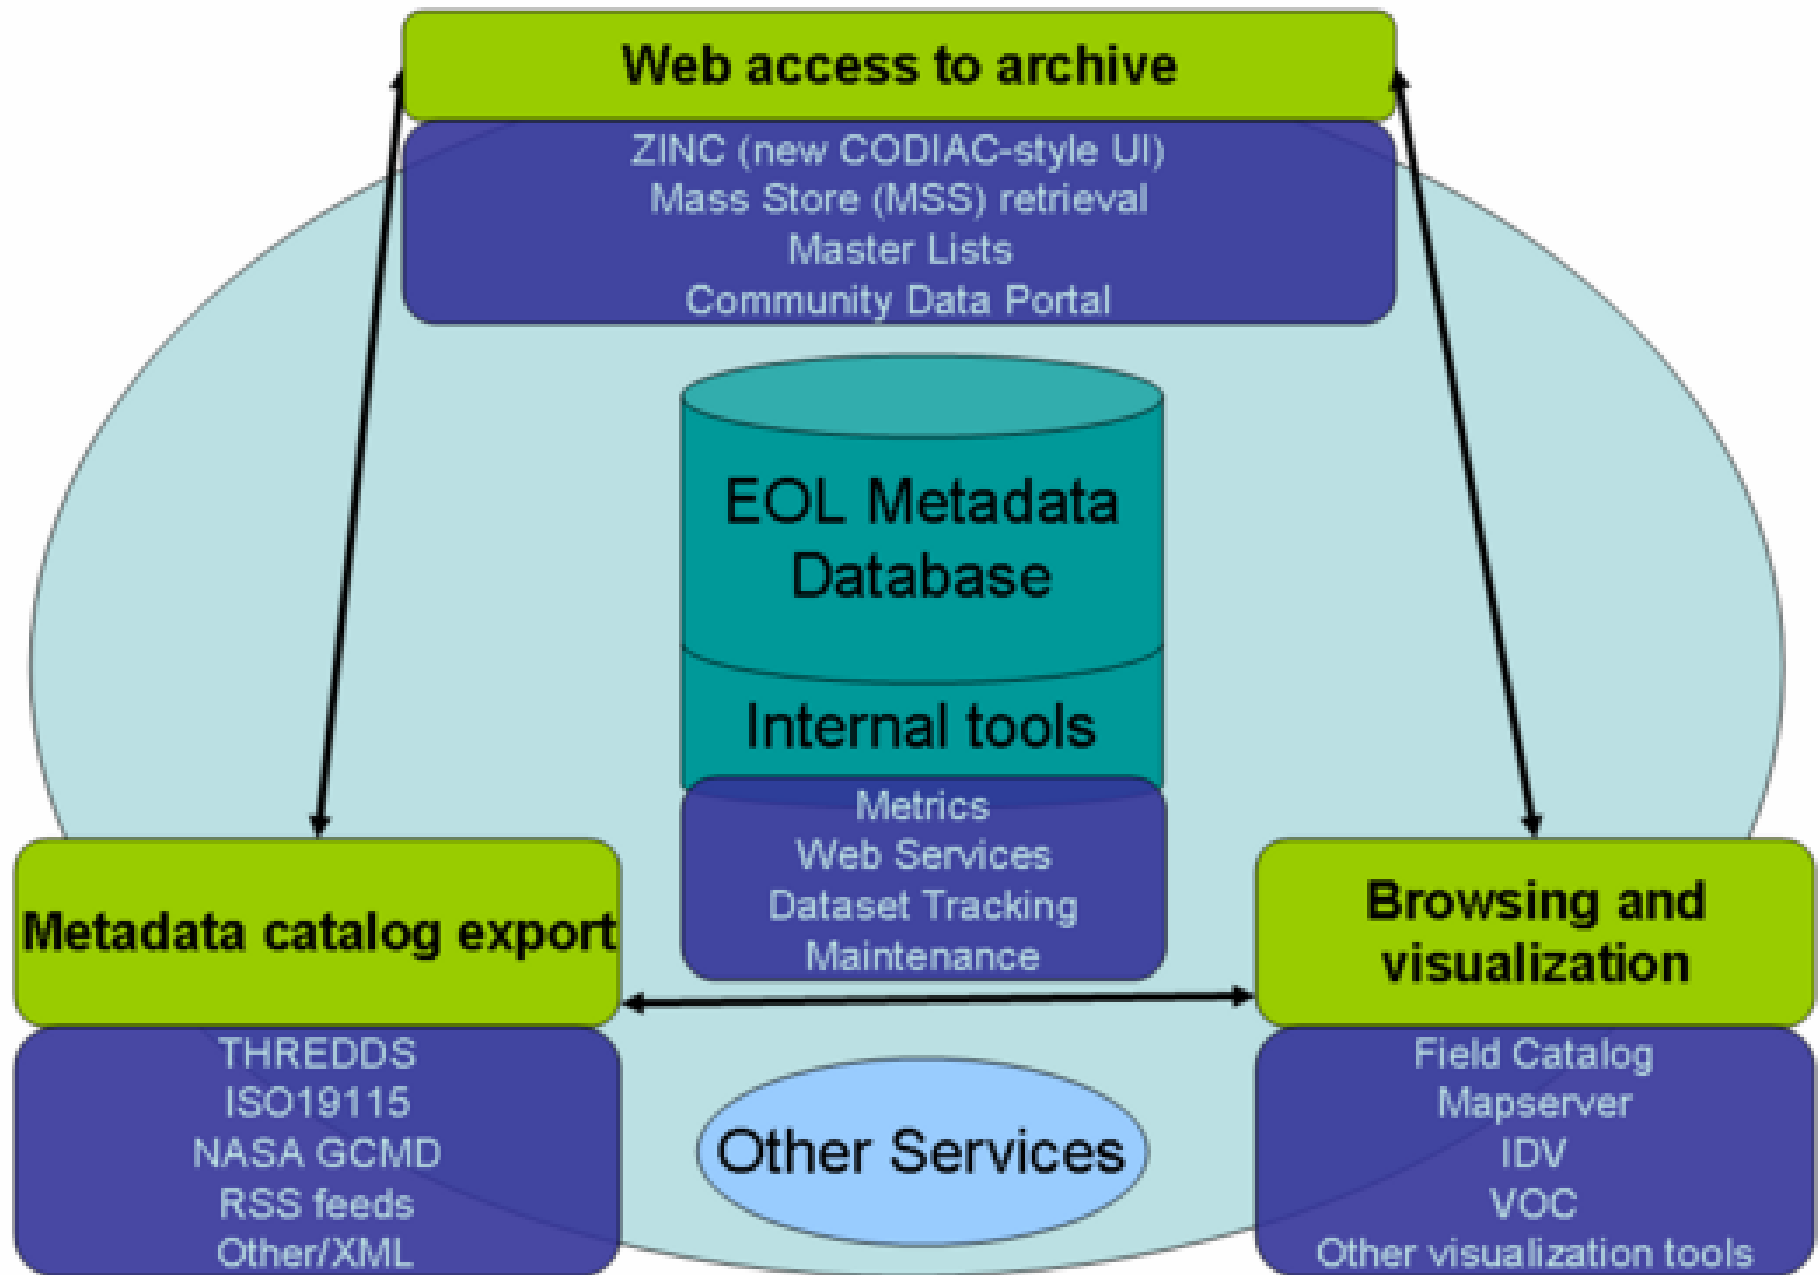 Web access to archive
ZINC (new CODIAC-style UI)
Mass Store (MSS) retrieval
Master Lists
Community Data Portal
EOL Metadata
Database
Internal tools
Metrics
Web Services
Dataset Tracking
Maintenance
Metadata catalog export
THREDDS
ISO19115
NASA GCMD
RSS feeds
Other/XML
Browsing and
visualization
Field Catalog
Mapserver
IDV
VOC
Other visualization tools
Other Services